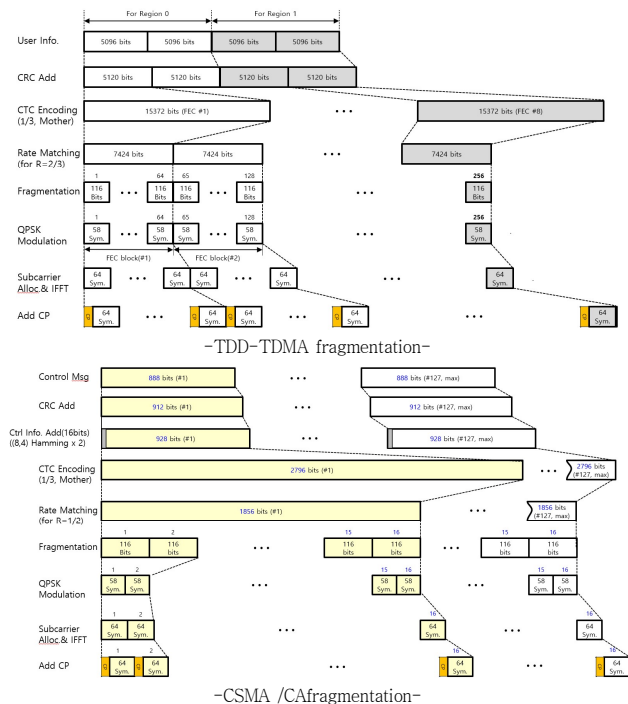 For Region 0 For Region 1
User Info. 5096 bits 5096 bits 5096 bits 5096 bits
CRC Add 5120 bits 5120 bits 5120 bits 5120 bits
CTC Encoding
(1/3, Mother)
15372 bits (FEC #1) • • • 15372 bits (FEC #8)
Rate Matching
(for R=2/3)
7424 bits 7424 bits • • • 7424 bits
1 64 65 128 256
Fragmentation
116 Bits • • • 116 Bits 116 Bits • • • 116 Bits • • • 116 Bits
1 64 65 128 256
QPSK
Modulation
58 Sym. • • • 58 Sym. 58 Sym. • • • 58 Sym. • • • 58 Sym.
FEC block(#1) FEC block(#2)
Subcarrier
Alloc.& IFFT
64 Sym. • • • 64 Sym. 64 Sym. • • • 64 Sym. • • • 64 Sym.
Add CP
64 Sym. • • • 64 Sym. 64 Sym. • • • 64 Sym. • • • 64 Sym.
-TDD-TDMA fragmentation-
Control Msg 888 bits (#1) • • • 888 bits (#127, max)
CRC Add 912 bits (#1) • • • 912 bits (#127, max)
Ctrl Info. Add(16bits)
((8,4) Hamming x 2)
928 bits (#1) • • • 928 bits (#127, max)
CTC Encoding
(1/3, Mother)
2796 bits (#1) • • • 2796 bits (#127, max)
Rate Matching
(for R=1/2)
1856 bits (#1) • • • 1856 bits (#127, max)
1 2 15 16 15 16
Fragmentation
116 Bits 116 bits • • • 116 bits 116 bits • • • 116 bits 116 bits
1 2 15 16 15 16
QPSK
Modulation
58 Sym. 58 Sym. • • • 58 Sym. 58 Sym. • • • 58 Sym. 58 Sym.
1 2 16 16
Subcarrier
Alloc.& IFFT
64 Sym. 64 Sym. • • • 64 Sym. • • • 64 Sym.
1 2 16 16
Add CP
64 Sym. 64 Sym. • • • 64 Sym. • • • 64 Sym.
-CSMA /CAfragmentation-